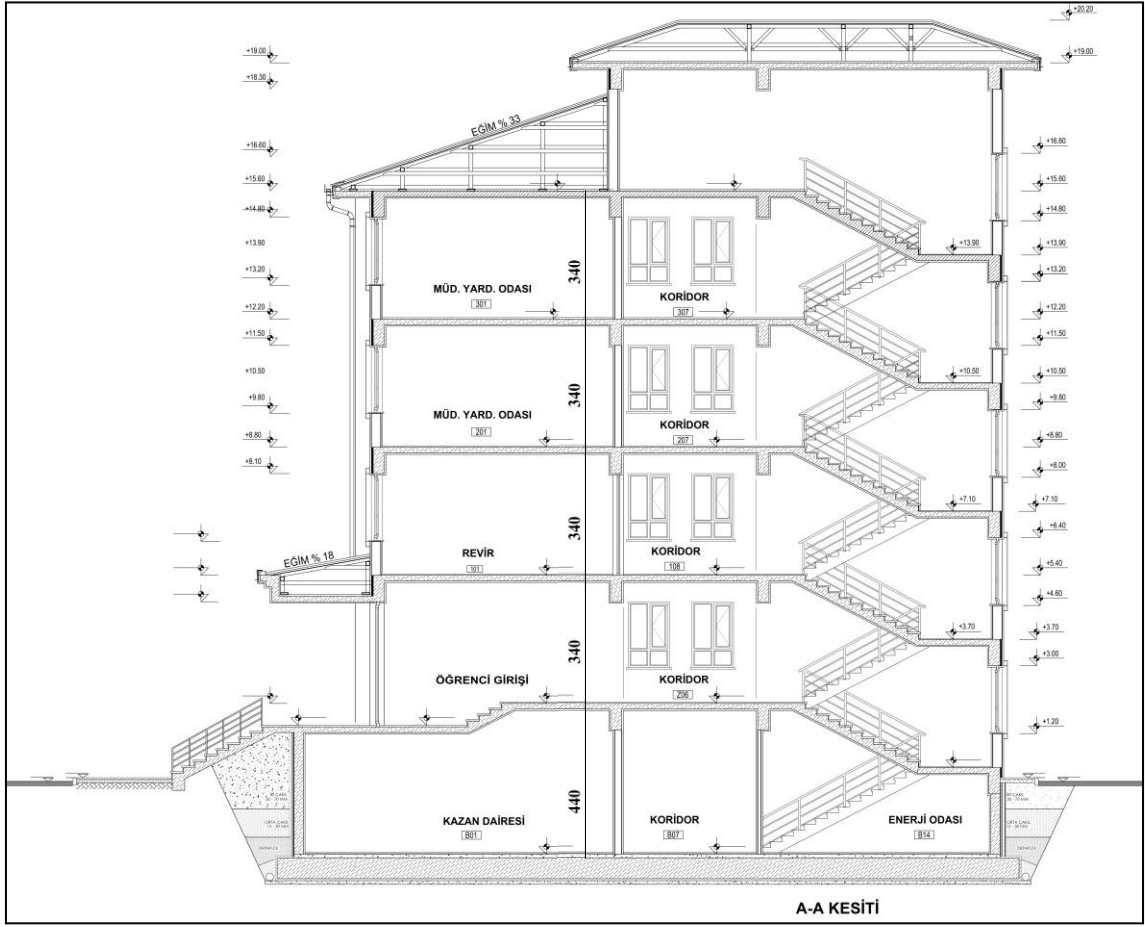 +20.20
+19.00
+19.00
+18.30
EĞİM % 33
+16.60
+16.60
+15.60
+15.60
+14.80
+14.80
+13.90
+13.90
+13.90
+13.20
+13.20
340
MÜD. YARD. ODASI
301
KORİDOR
307
+12.20
+12.20
+11.50
+11.50
+10.50
+10.50
+10.50
+9.80
+9.80
340
MÜD. YARD. ODASI
201
KORİDOR
207
+8.80
+8.80
+8.10
+8.00
+7.10
+7.10
340
+6.40
EĞİM % 18
REVİR
101
KORİDOR
108
+5.40
+4.60
+3.70
+3.70
340
+3.00
ÖĞRENCİ GİRİŞİ
KORİDOR
Z06
+1.20
440
KAZAN DAİRESİ
B01
KORİDOR
B07
ENERJİ ODASI
B14
A-A KESİTİ